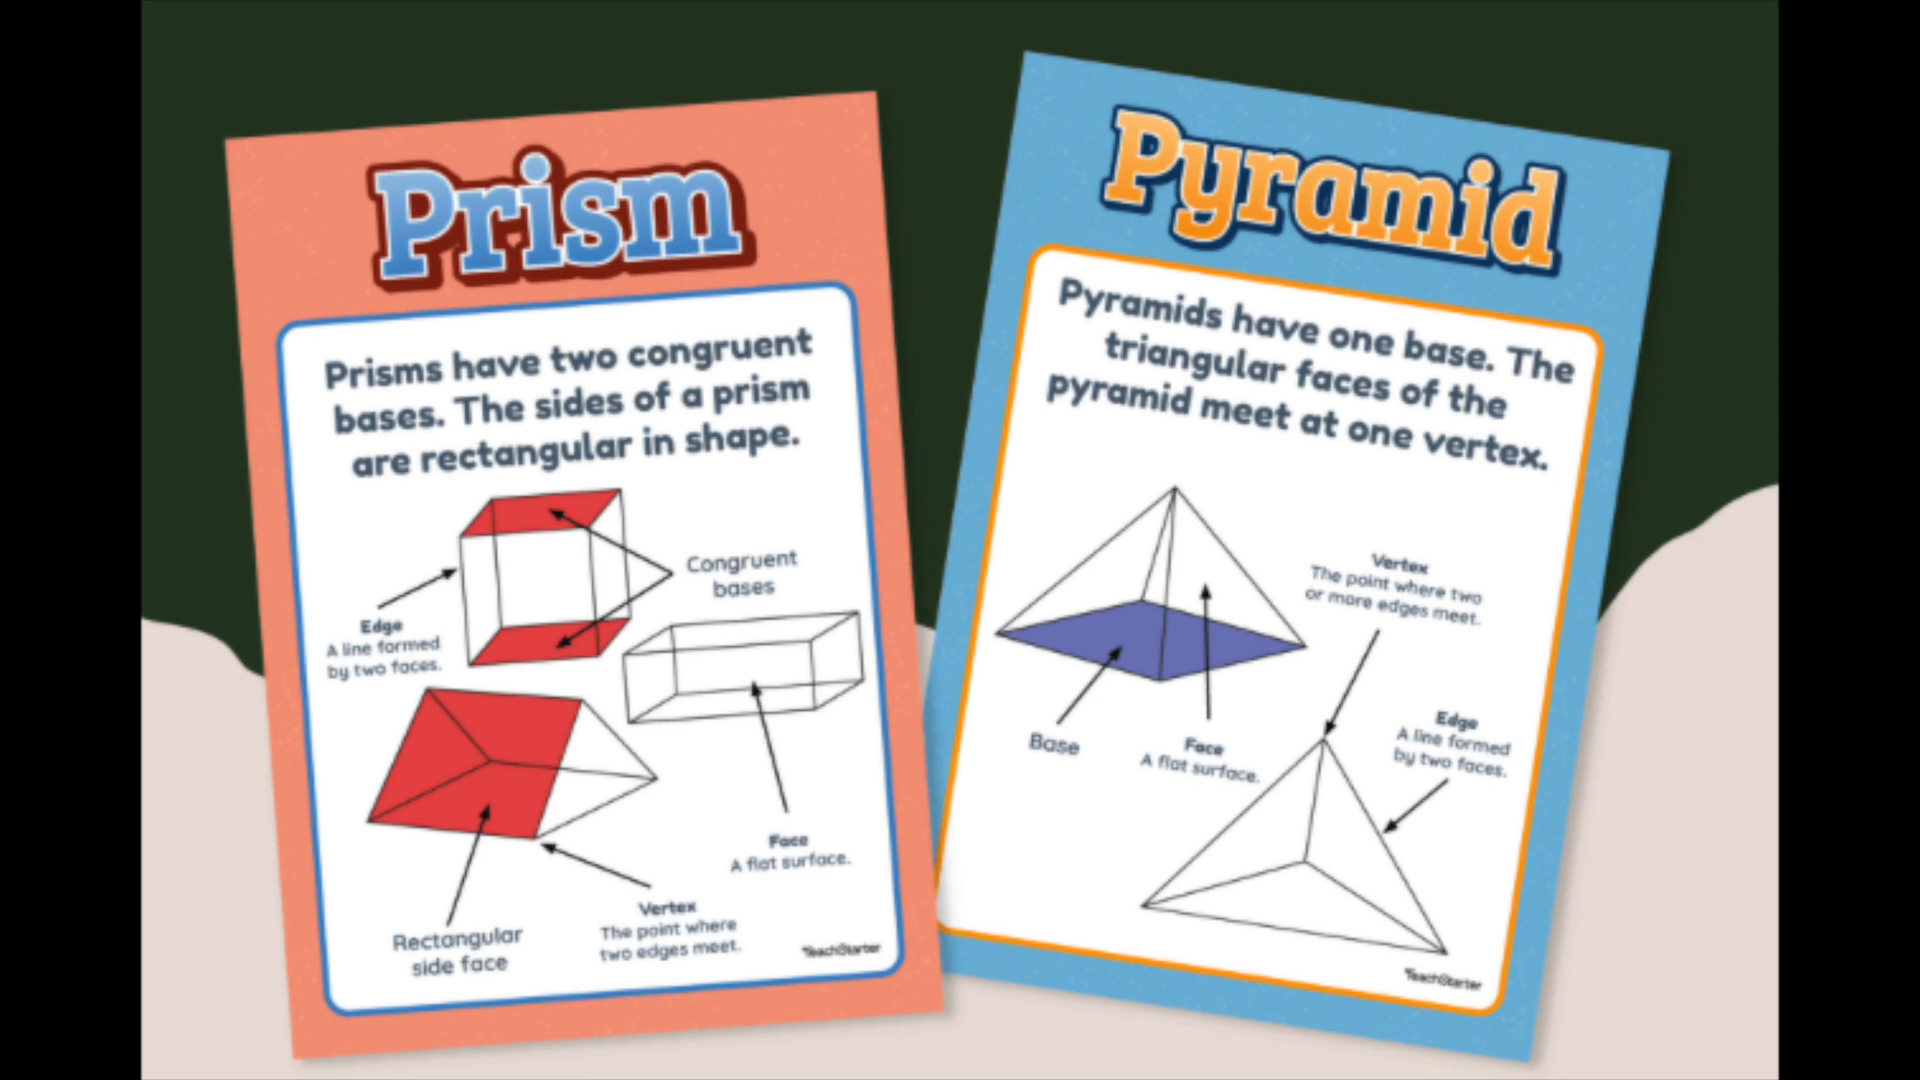 Prism
Prisms have two congruent
bases. The sides of a prism
are rectangular in shape.
Congruent
bases
Edge
A line formed
by two faces.
Face
A flat surface.
Vertex
The point where
two edges meet.
Rectangular
side face
TeachStarter
Pyramid
Pyramids have one base. The
triangular faces of the
pyramid meet at one vertex.
Vertex
The point where two
or more edges meet.
Base
Face
A flat surface.
Edge
A line formed
by two faces.
TeachStarter